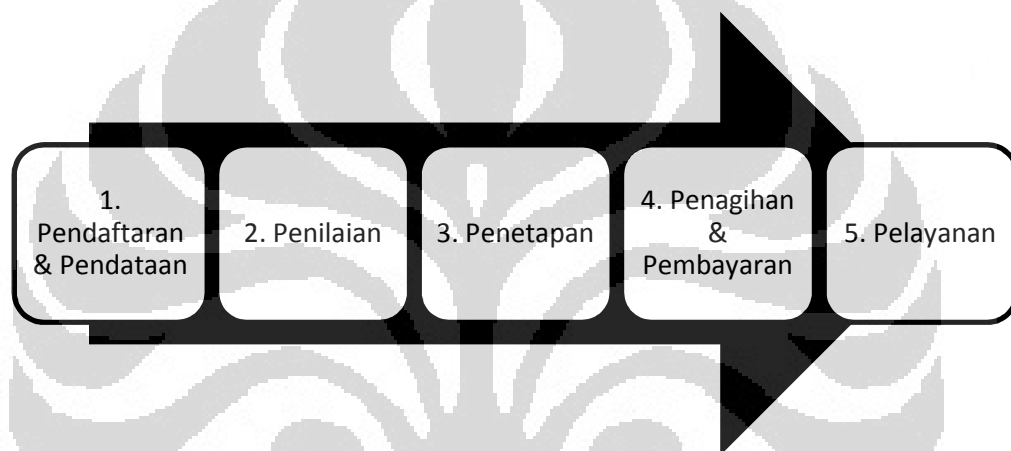 1.
Pendaftaran
& Pendataan
2. Penilaian
3. Penetapan
4. Penagihan
&
Pembayaran
5. Pelayanan